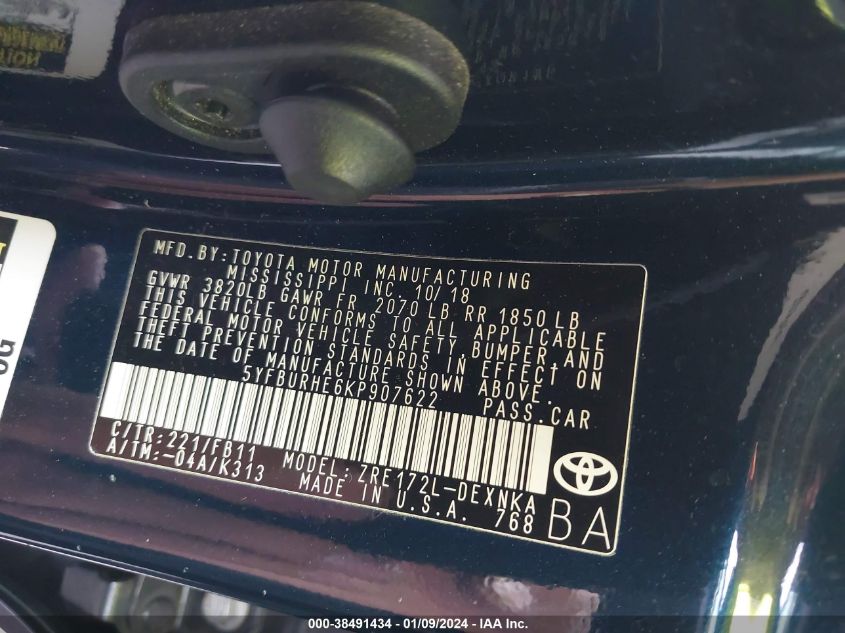 MFD. BY: TOYOTA MOTOR MANUFACTURING
MISSISSIPPI INC. 10/18
GVWR 3820LB GAWR FR 2070 LB RR 1850 LB
THIS VEHICLE CONFORMS TO ALL APPLICABLE
FEDERAL MOTOR VEHICLE SAFETY, BUMPER, AND
THEFT PREVENTION STANDARDS IN EFFECT ON
THE DATE OF MANUFACTURE SHOWN ABOVE.
5YFBURHE6KP907622 PASS.CAR
C/TR:221/FB11 MODEL: ZRE172L-DEXNKA
A/TM:-04A/K313 MADE IN U.S.A. 768
BA
000-38491434 - 01/09/2024 - IAA Inc.